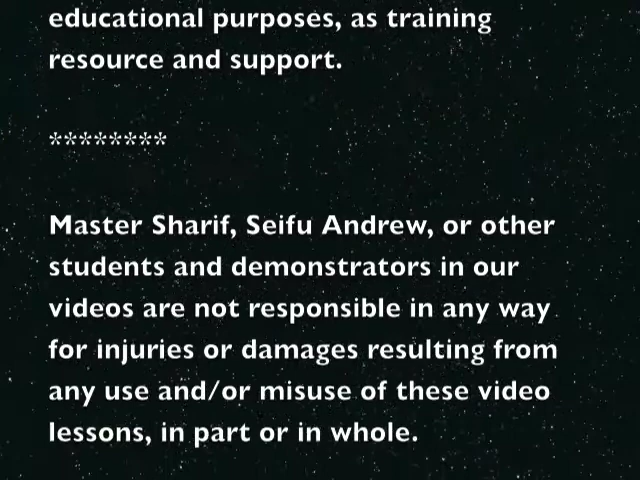 educational purposes, as training
resource and support.
********
Master Sharif, Seifu Andrew, or other
students and demonstrators in our
videos are not responsible in any way
for injuries or damages resulting from
any use and/or misuse of these video
lessons, in part or in whole.